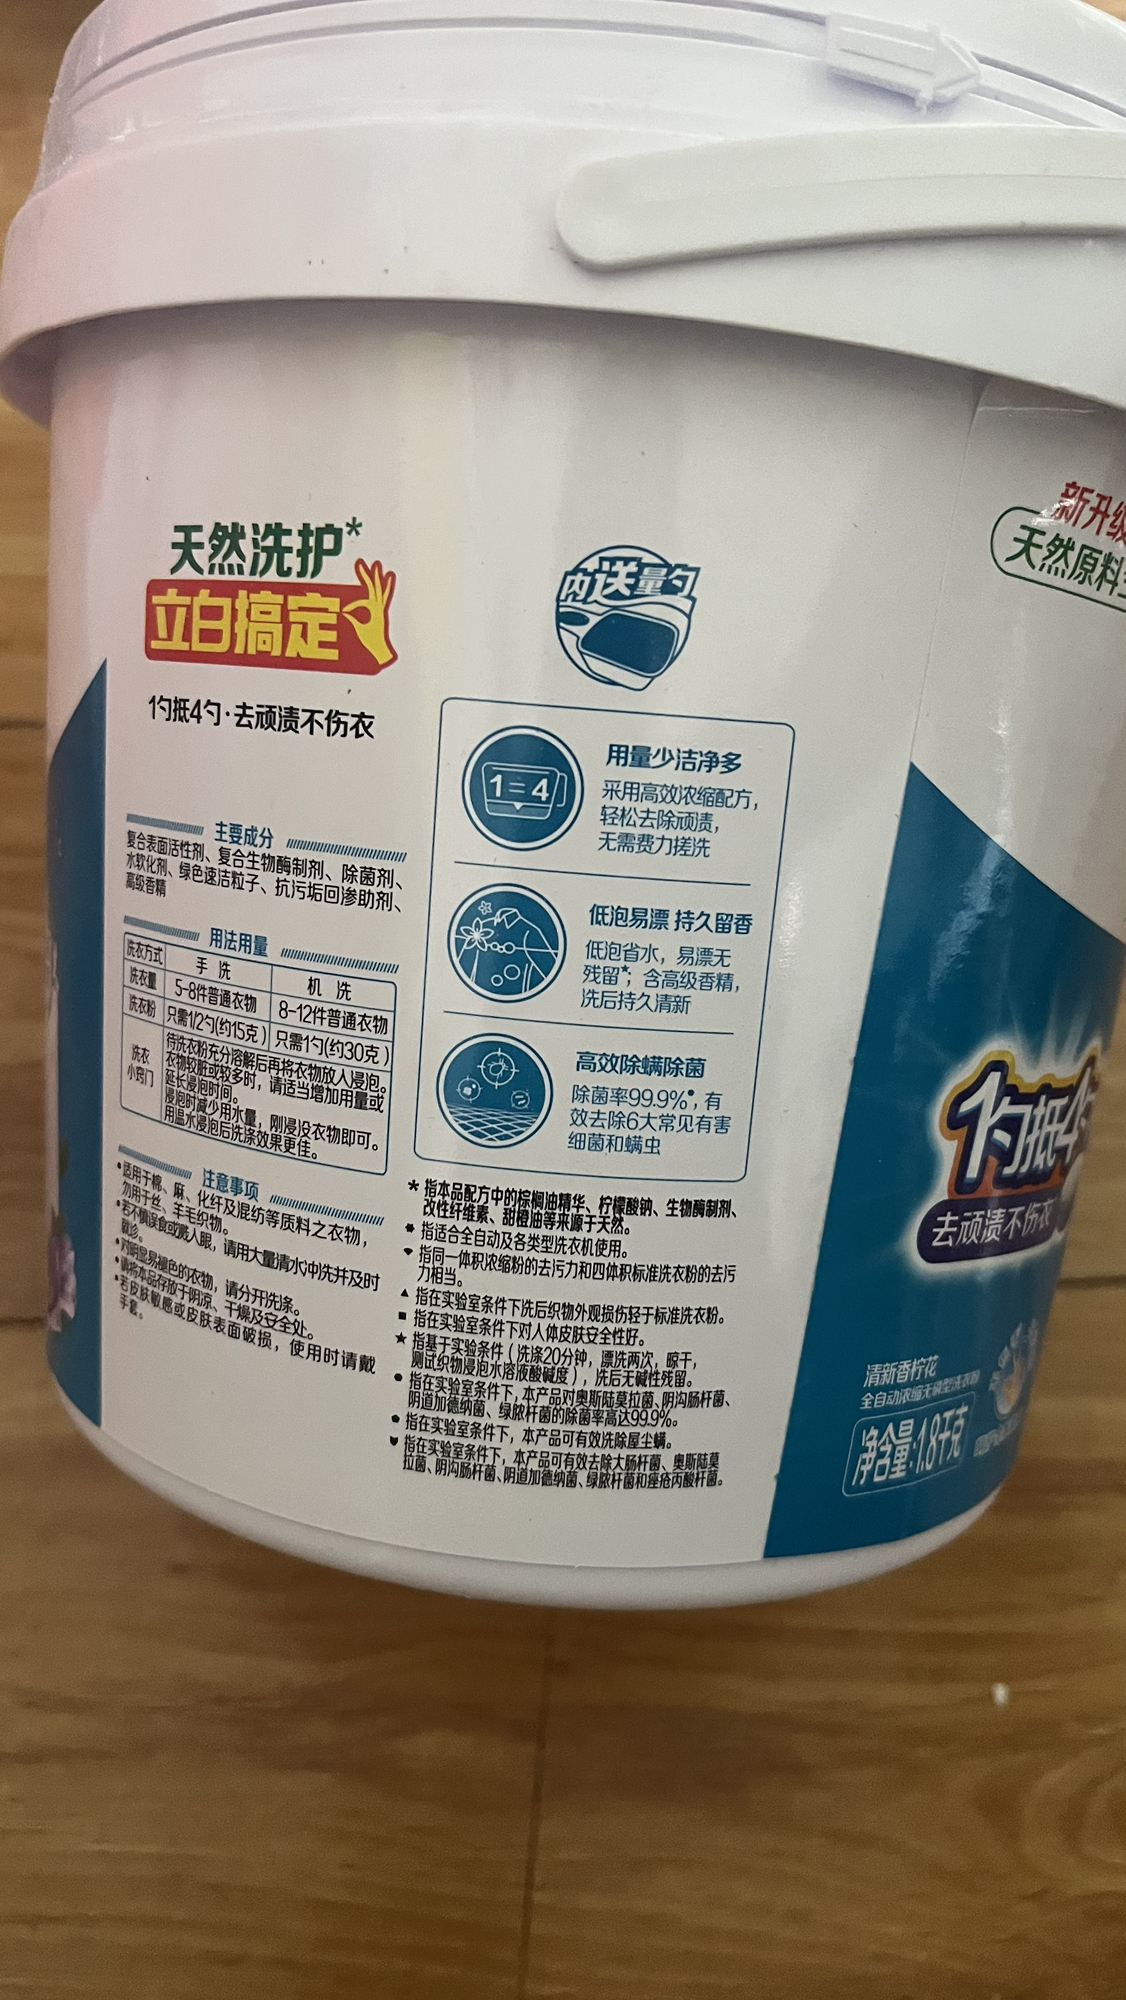 天然洗护*
立白搞定
1勺抵4勺·去顽渍不伤衣
主要成分
复合表面活性剂、复合生物酶制剂、除菌剂、
水软化剂、绿色速洁粒子、抗污垢回渗助剂、
高级香精
用法用量
洗衣方式 手 洗 机 洗
洗衣量 5-8件普通衣物 8-12件普通衣物
洗衣粉 只需1/2勺(约15克) 只需1勺(约30克)
洗衣
小窍门
待洗衣粉充分溶解后再将衣物放入浸泡。
衣物较脏或较多时，请适当增加用量或
延长浸泡时间。
浸泡时减少用水量，刚浸没衣物即可。
用温水浸泡后洗涤效果更佳。
注意事项
•适用于棉、麻、化纤及混纺等质料之衣物，
勿用于丝、羊毛织物。
•若不慎误食或溅入眼，请用大量清水冲洗并及时
就诊。
•对明显易褪色的衣物，请分开洗涤。
•请将本品存放于阴凉、干燥及安全处。
•若皮肤敏感或皮肤表面破损，使用时请戴
手套。
内送量勺
1=4
用量少洁净多
采用高效浓缩配方，
轻松去除顽渍，
无需费力搓洗
低泡易漂 持久留香
低泡省水，易漂无
残留★；含高级香精，
洗后持久清新
高效除螨除菌
除菌率99.9%●，有
效去除6大常见有害
细菌和螨虫
* 指本品配方中的棕榈油精华、柠檬酸钠、生物酶制剂、
改性纤维素、甜橙油等来源于天然。
指适合全自动及各类型洗衣机使用。
指同一体积浓缩粉的去污力和四体积标准洗衣粉的去污
力相当。
▲ 指在实验室条件下洗后织物外观损伤轻于标准洗衣粉。
■ 指在实验室条件下对人体皮肤安全性好。
★ 指基于实验条件（洗涤20分钟，漂洗两次，晾干，
测试织物浸泡水溶液酸碱度），洗后无碱性残留。
● 指在实验室条件下，本产品对奥斯陆莫拉菌、阴沟肠杆菌、
阴道加德纳菌、绿脓杆菌的除菌率高达99.9%。
指在实验室条件下，本产品可有效洗除屋尘螨。
指在实验室条件下，本产品可有效去除大肠杆菌、奥斯陆莫
拉菌、阴沟肠杆菌、阴道加德纳菌、绿脓杆菌和座疮丙酸杆菌。
新升级
天然原料
1勺抵4
去顽渍不伤衣
清新香柠花
全自动浓缩无磷型洗衣粉
净含量:1.8千克